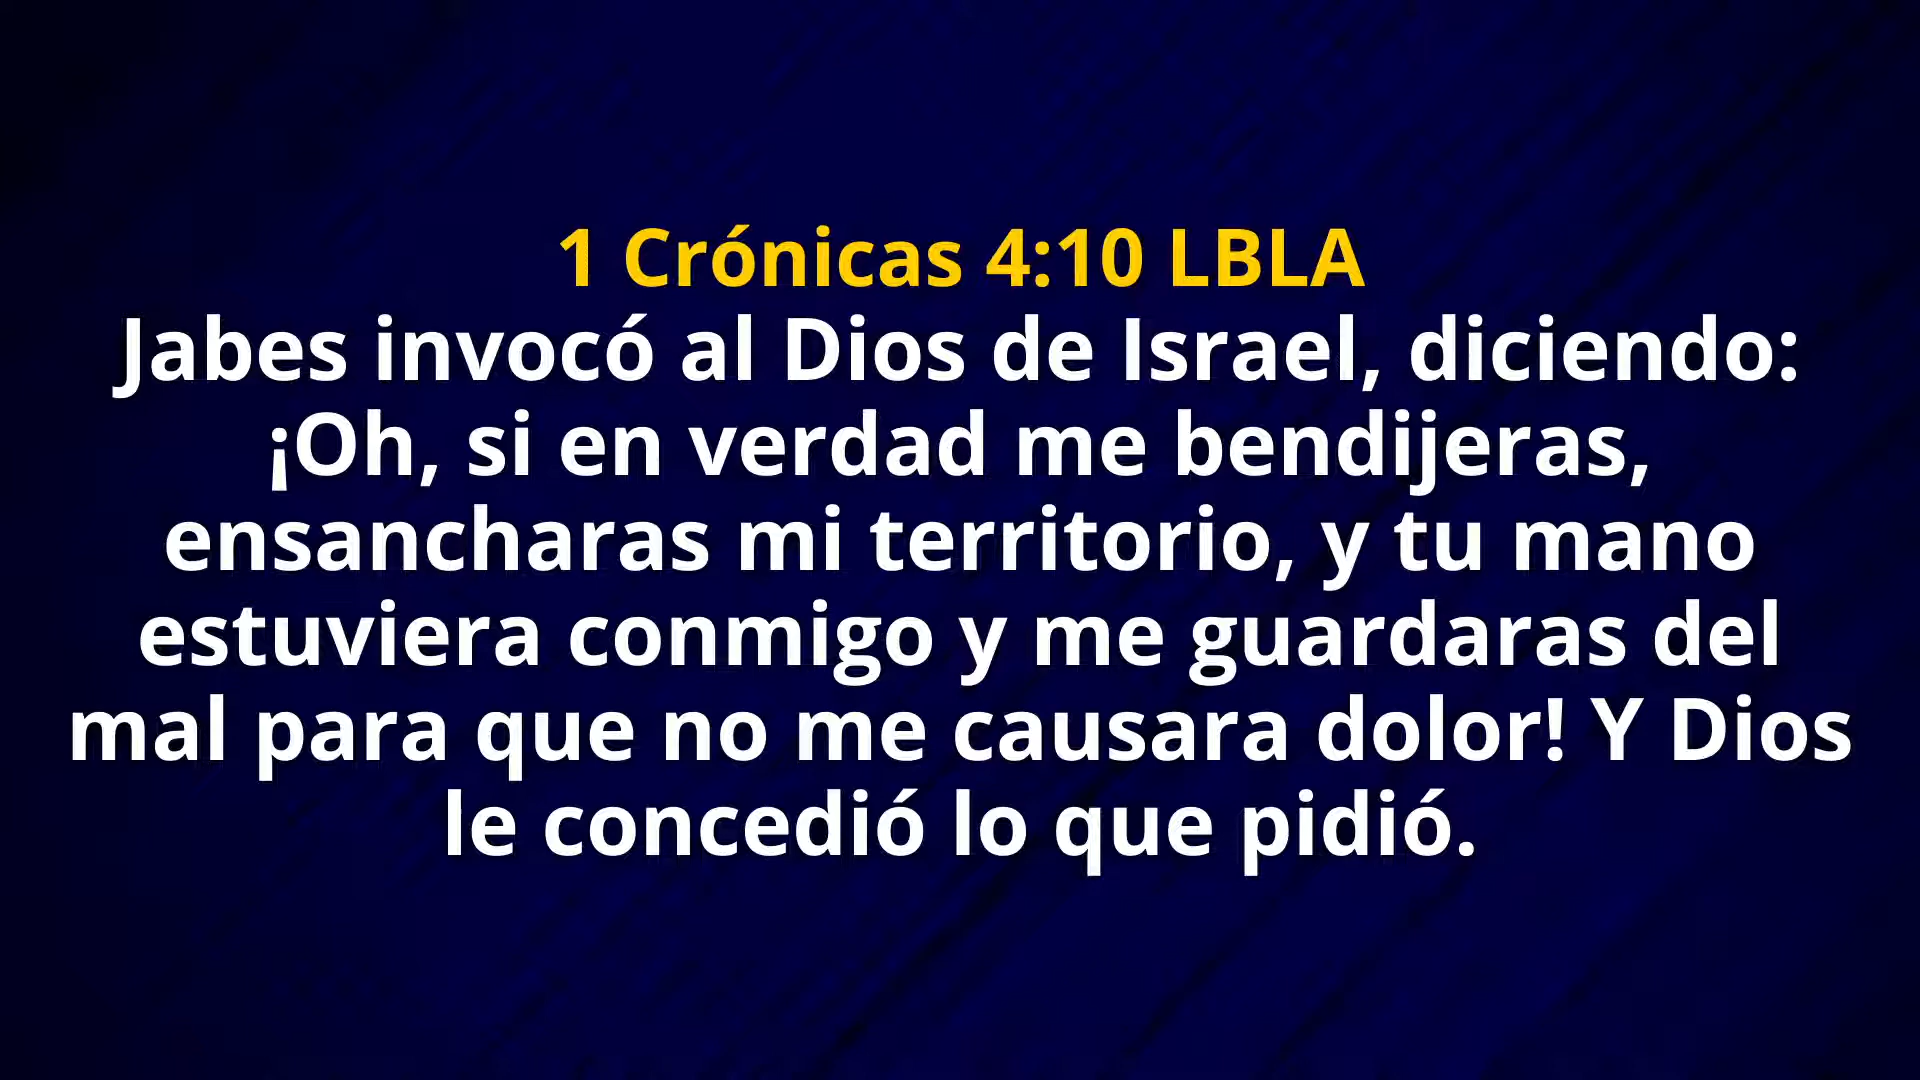 1 Crónicas 4:10 LBLA
Jabes invocó al Dios de Israel, diciendo:
¡Oh, si en verdad me bendijeras,
ensancharas mi territorio, y tu mano
estuviera conmigo y me guardaras del
mal para que no me causara dolor! Y Dios
le concedió lo que pidió.